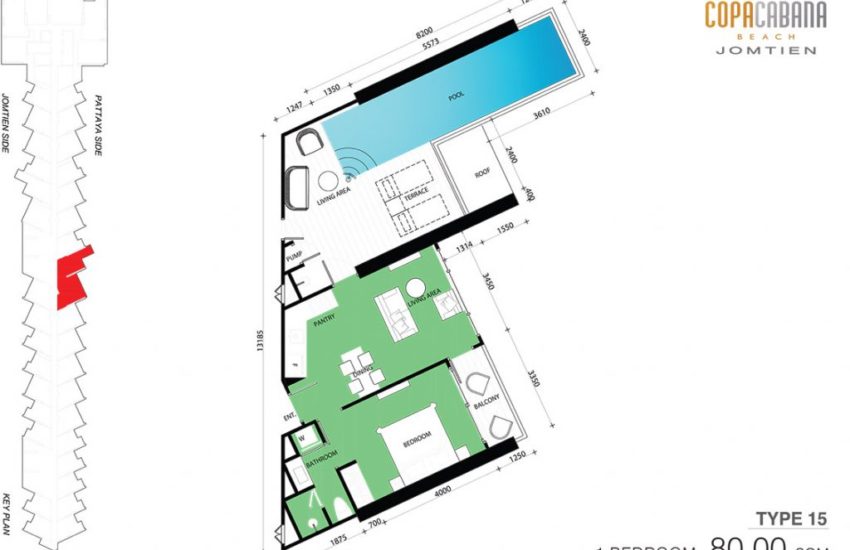 COPACABANA
BEACH
JOMTIEN
JOMTIEN SIDE
PATTAYA SIDE
KEY PLAN
8200
5573
1350
1247
2400
POOL
3610
2400
400
ROOF
LIVING AREA
TERRACE
1550
1314
PUMP
13185
3450
LIVING AREA
PANTRY
DINING
3350
ENT.
BALCONY
W
BATHROOM
BEDROOM
1250
4000
700
1875
TYPE 15
1 BEDROOM 80.00 SQM